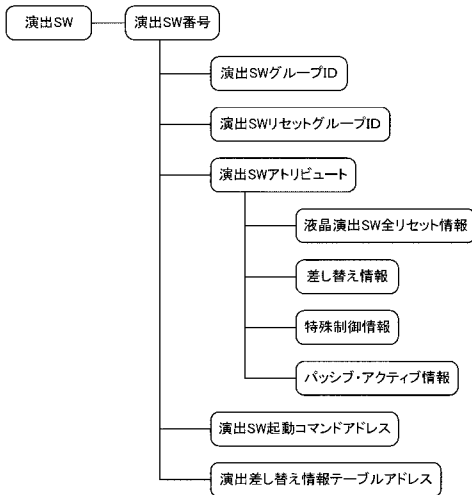 演出SW
演出SW番号
演出SWグループID
演出SWリセットグループID
演出SWアトリビュート
液晶演出SW全リセット情報
差し替え情報
特殊制御情報
パッシブ・アクティブ情報
演出SW起動コマンドアドレス
演出差し替え情報テーブルアドレス